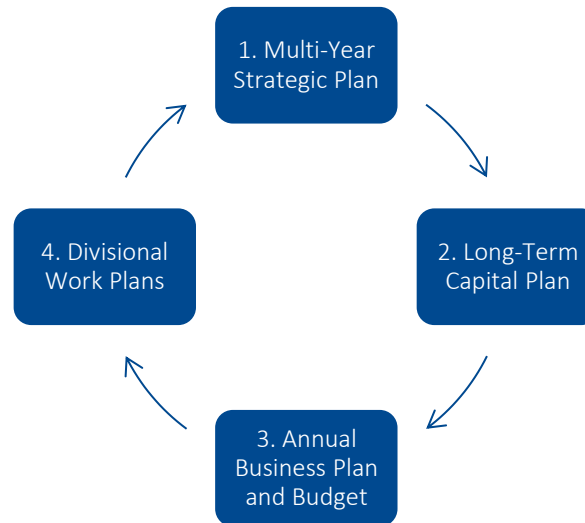 1. Multi-Year
Strategic Plan
2. Long-Term
Capital Plan
3. Annual
Business Plan
and Budget
4. Divisional
Work Plans